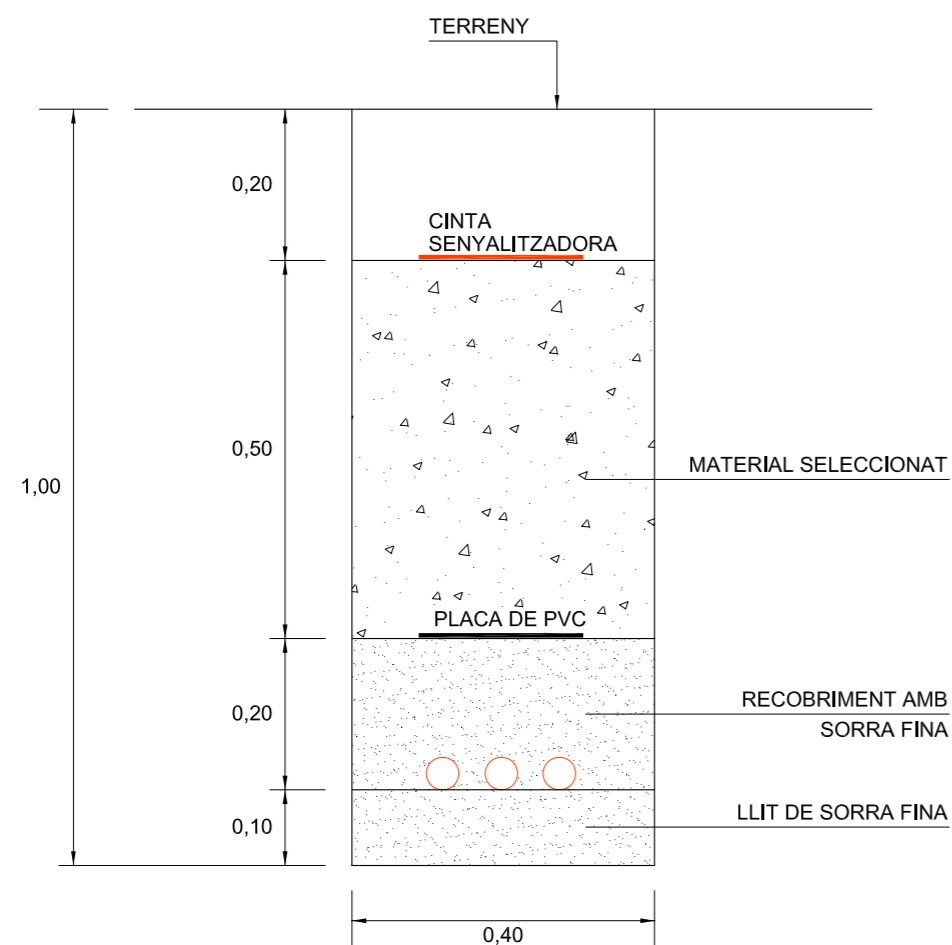 TERRENY
0,20
CINTA
SENYALITZADORA
0,50
1,00
MATERIAL SELECCIONAT
PLACA DE PVC
0,20
RECOBRIMENT AMB
SORRA FINA
0,10
LLIT DE SORRA FINA
0,40